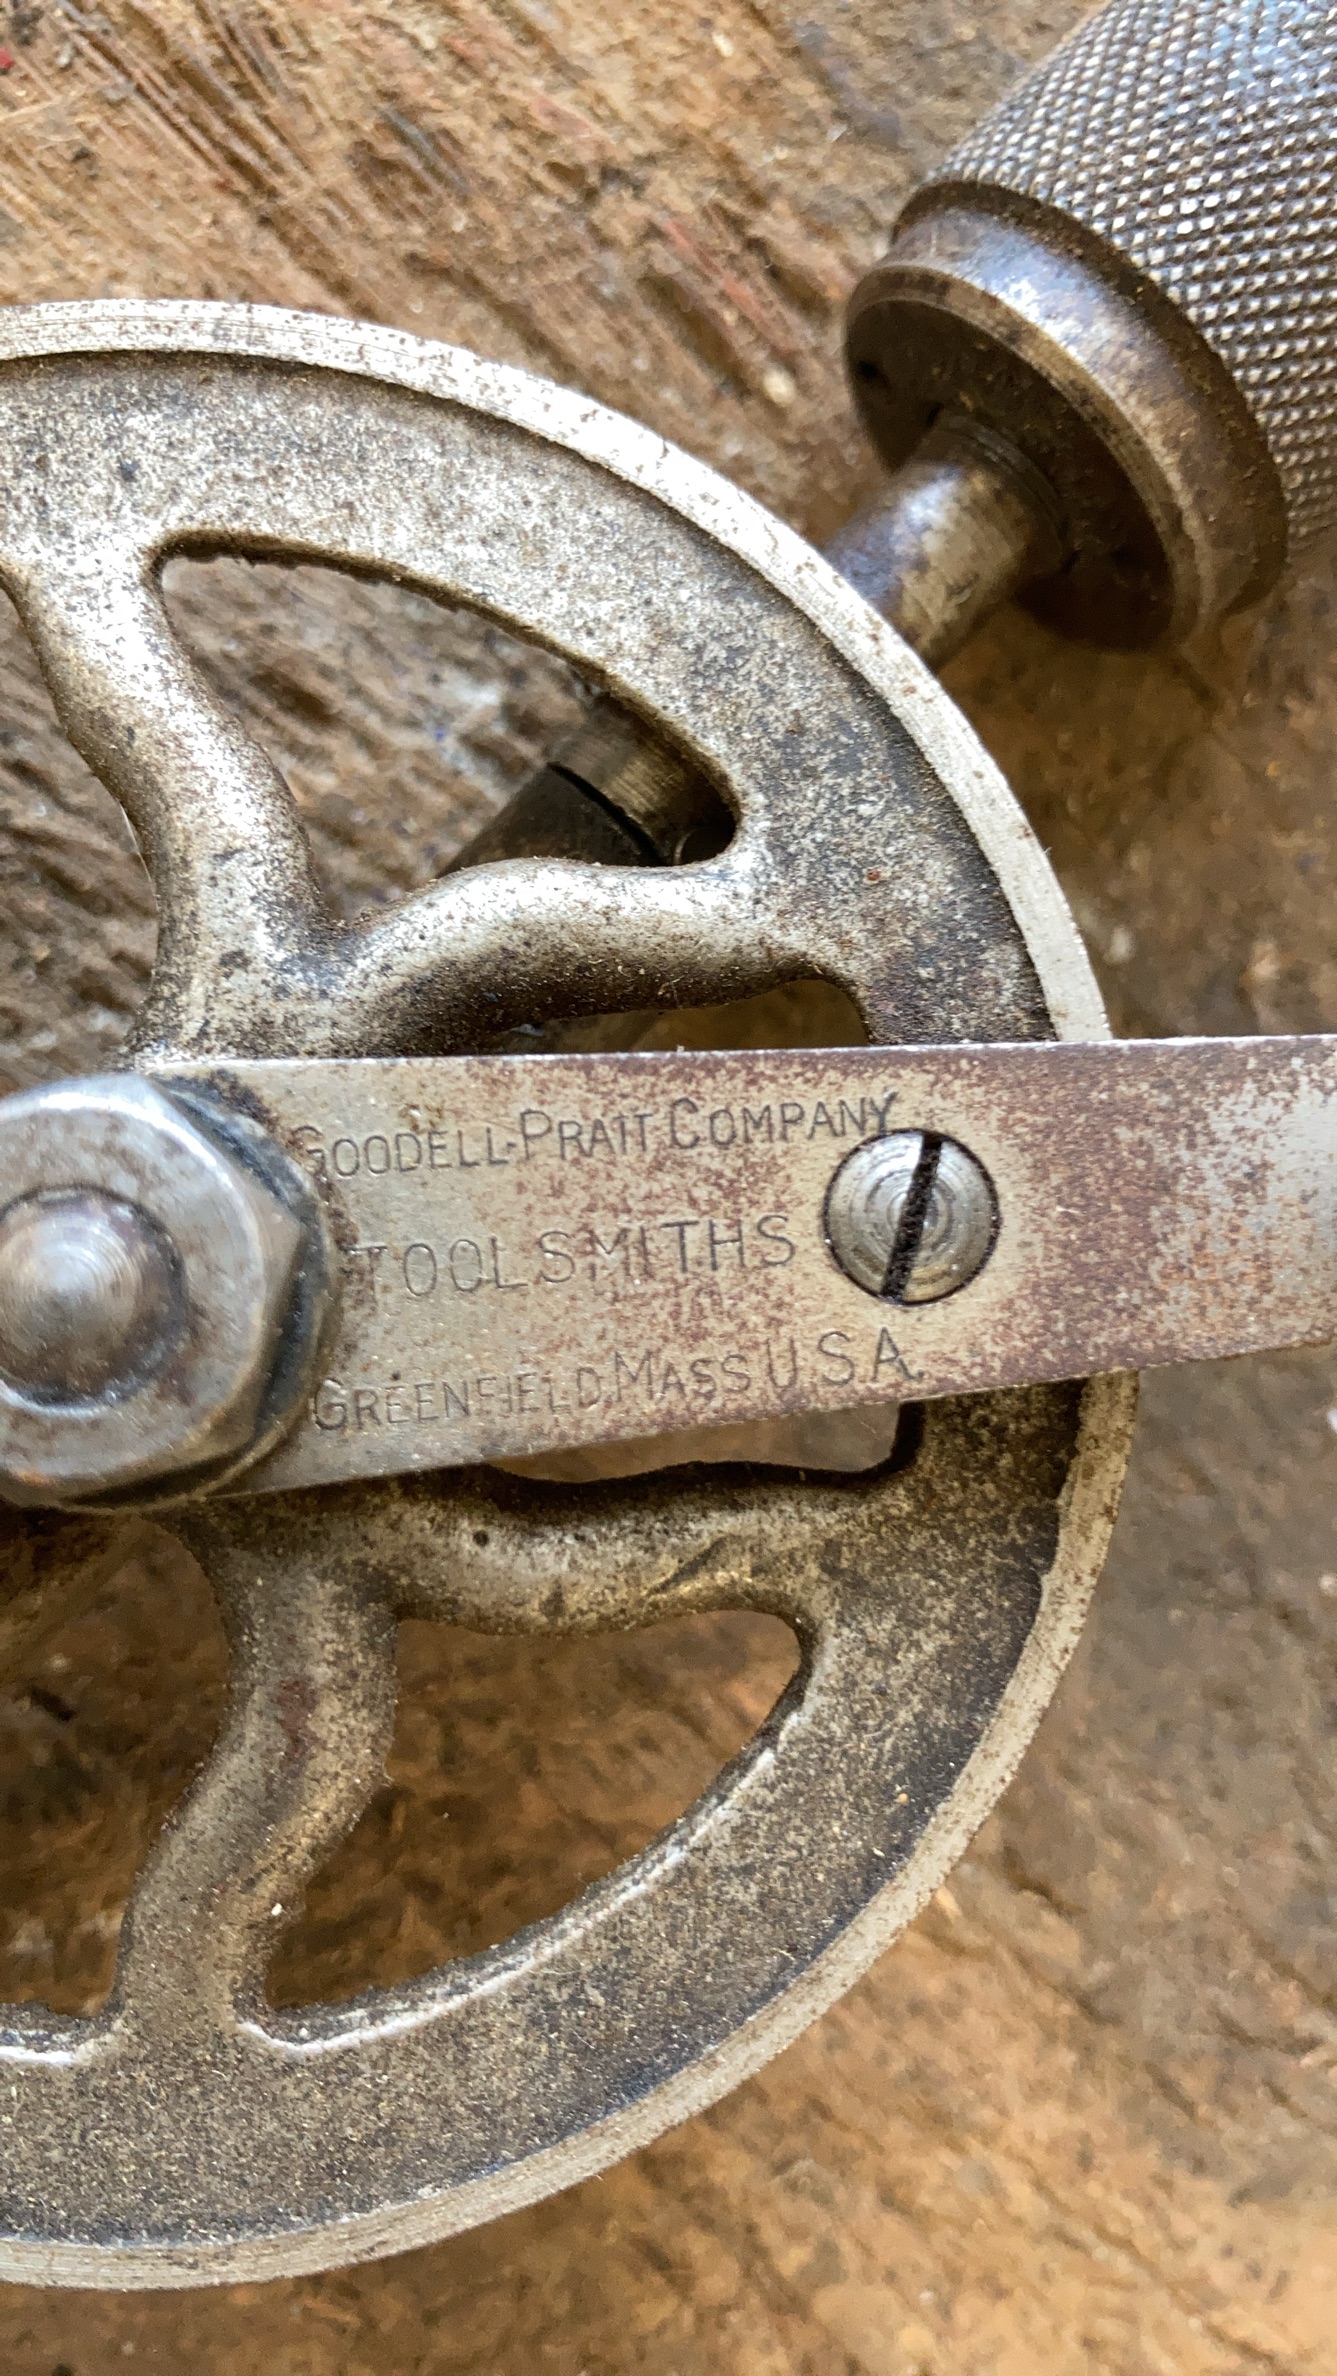 GOODELL-PRATT COMPANY
TOOLSMITHS
GREENFIELD, MASS U.S.A.